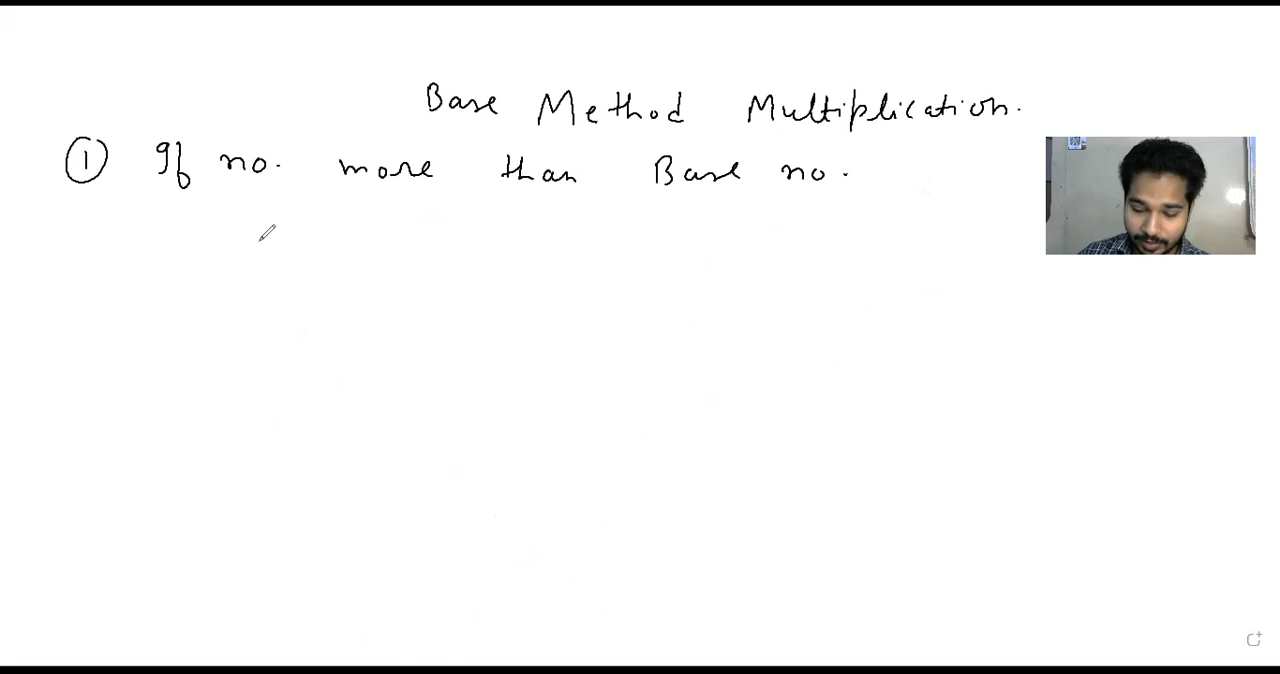 Base Method Multiplication.
① If no. more than Base no.